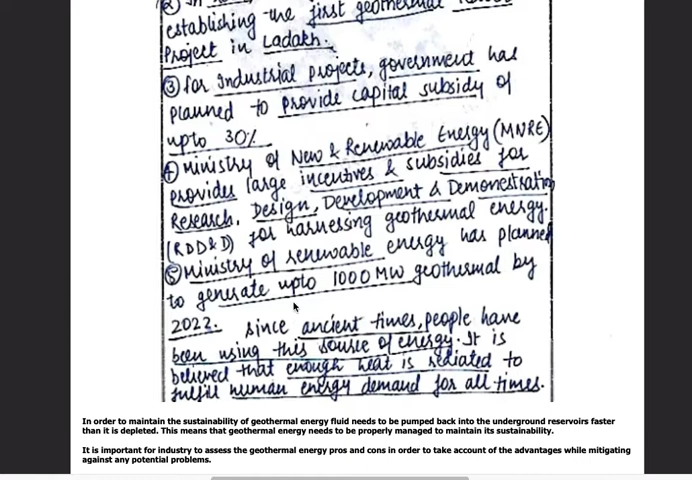 establishing the first geothermal
Project in Ladakh.
③ for Industrial projects, government has
planned to provide capital subsidy of
upto 30%
④ Ministry of New & Renewable Energy (MNRE)
provides large incentives & subsidies for
Research, Design, Development & Demonestration
(RDD&D) for harnessing geothermal energy.
⑤ Ministry of renewable energy has planned
to generate upto 1000 MW geothermal by
2022. Since ancient times, people have
been using this source of energy. It is
believed that enough heat is rediated to
fulfill human energy demand for all times.
In order to maintain the sustainability of geothermal energy fluid needs to be pumped back into the underground reservoirs faster
than it is depleted. This means that geothermal energy needs to be properly managed to maintain its sustainability.
It is important for industry to assess the geothermal energy pros and cons in order to take account of the advantages while mitigating
against any potential problems.